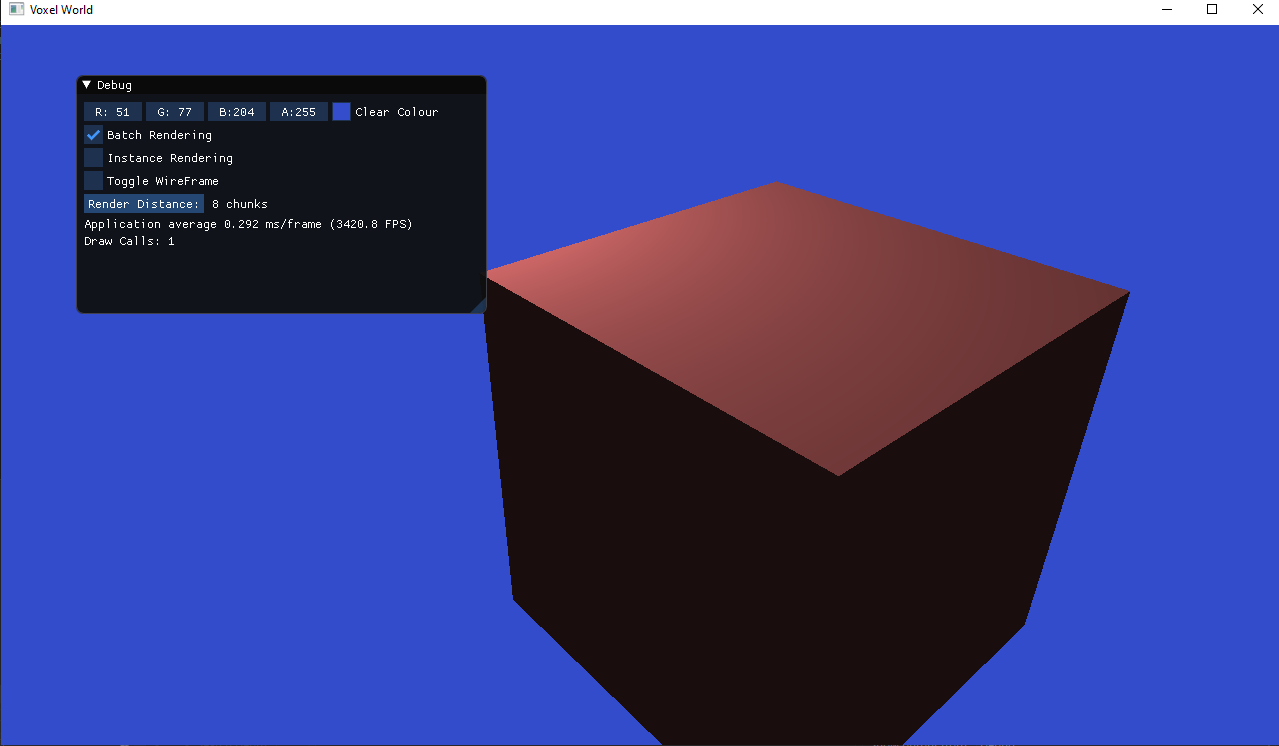 Voxel World
Debug
R: 51 G: 77 B:204 A:255 Clear Colour
Batch Rendering
Instance Rendering
Toggle WireFrame
Render Distance: 8 chunks
Application average 0.292 ms/frame (3420.8 FPS)
Draw Calls: 1